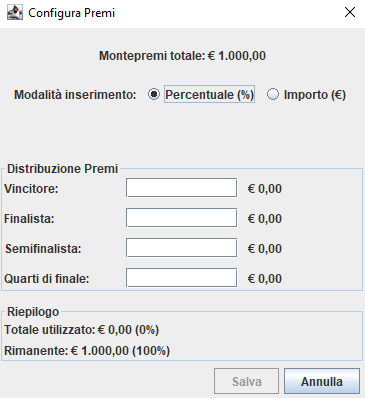 Configura Premi
Montepremi totale: € 1.000,00
Modalità inserimento: Percentuale (%) Importo (€)
Distribuzione Premi
Vincitore: € 0,00
Finalista: € 0,00
Semifinalista: € 0,00
Quarti di finale: € 0,00
Riepilogo
Totale utilizzato: € 0,00 (0%)
Rimanente: € 1.000,00 (100%)
Salva Annulla